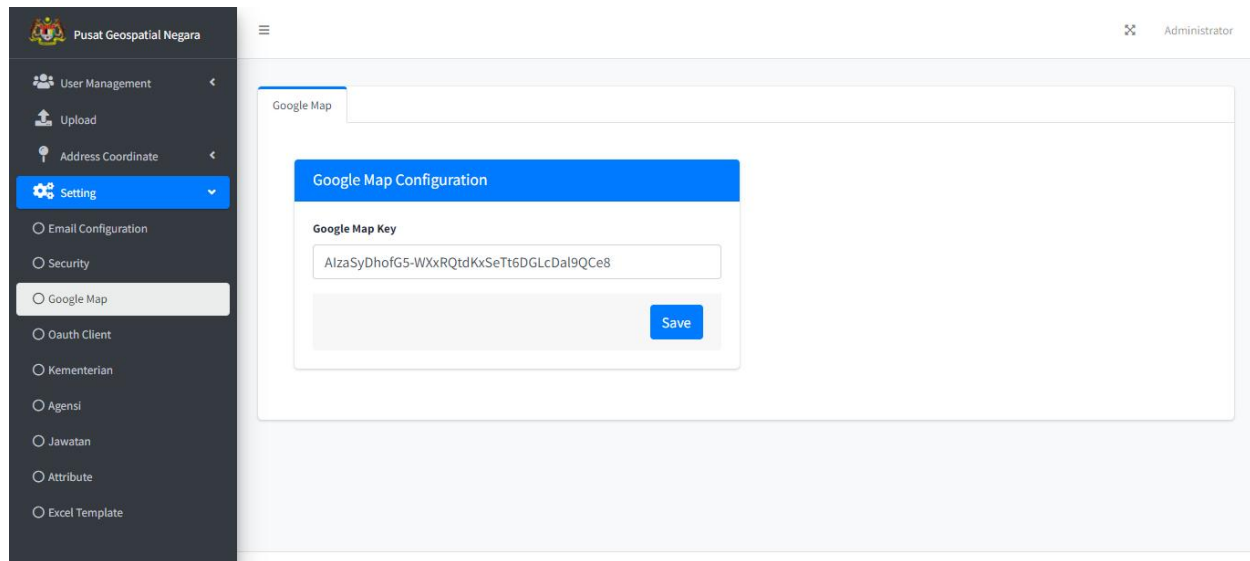 Pusat Geospatial Negara
Administrator
User Management
Upload
Address Coordinate
Setting
Email Configuration
Security
Google Map
Oauth Client
Kementerian
Agensi
Jawatan
Attribute
Excel Template
Google Map
Google Map Configuration
Google Map Key
AIzaSyDhofG5-WXxRQtdKxSeTt6DGLcDal9QCe8
Save